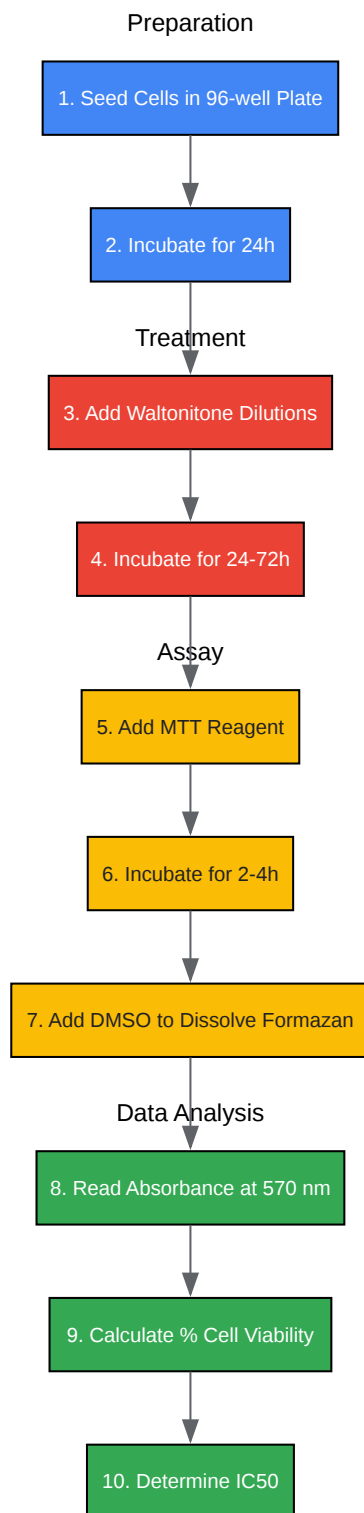 Preparation
1. Seed Cells in 96-well Plate
2. Incubate for 24h
Treatment
3. Add Waltonitone Dilutions
4. Incubate for 24-72h
Assay
5. Add MTT Reagent
6. Incubate for 2-4h
7. Add DMSO to Dissolve Formazan
Data Analysis
8. Read Absorbance at 570 nm
9. Calculate % Cell Viability
10. Determine IC50